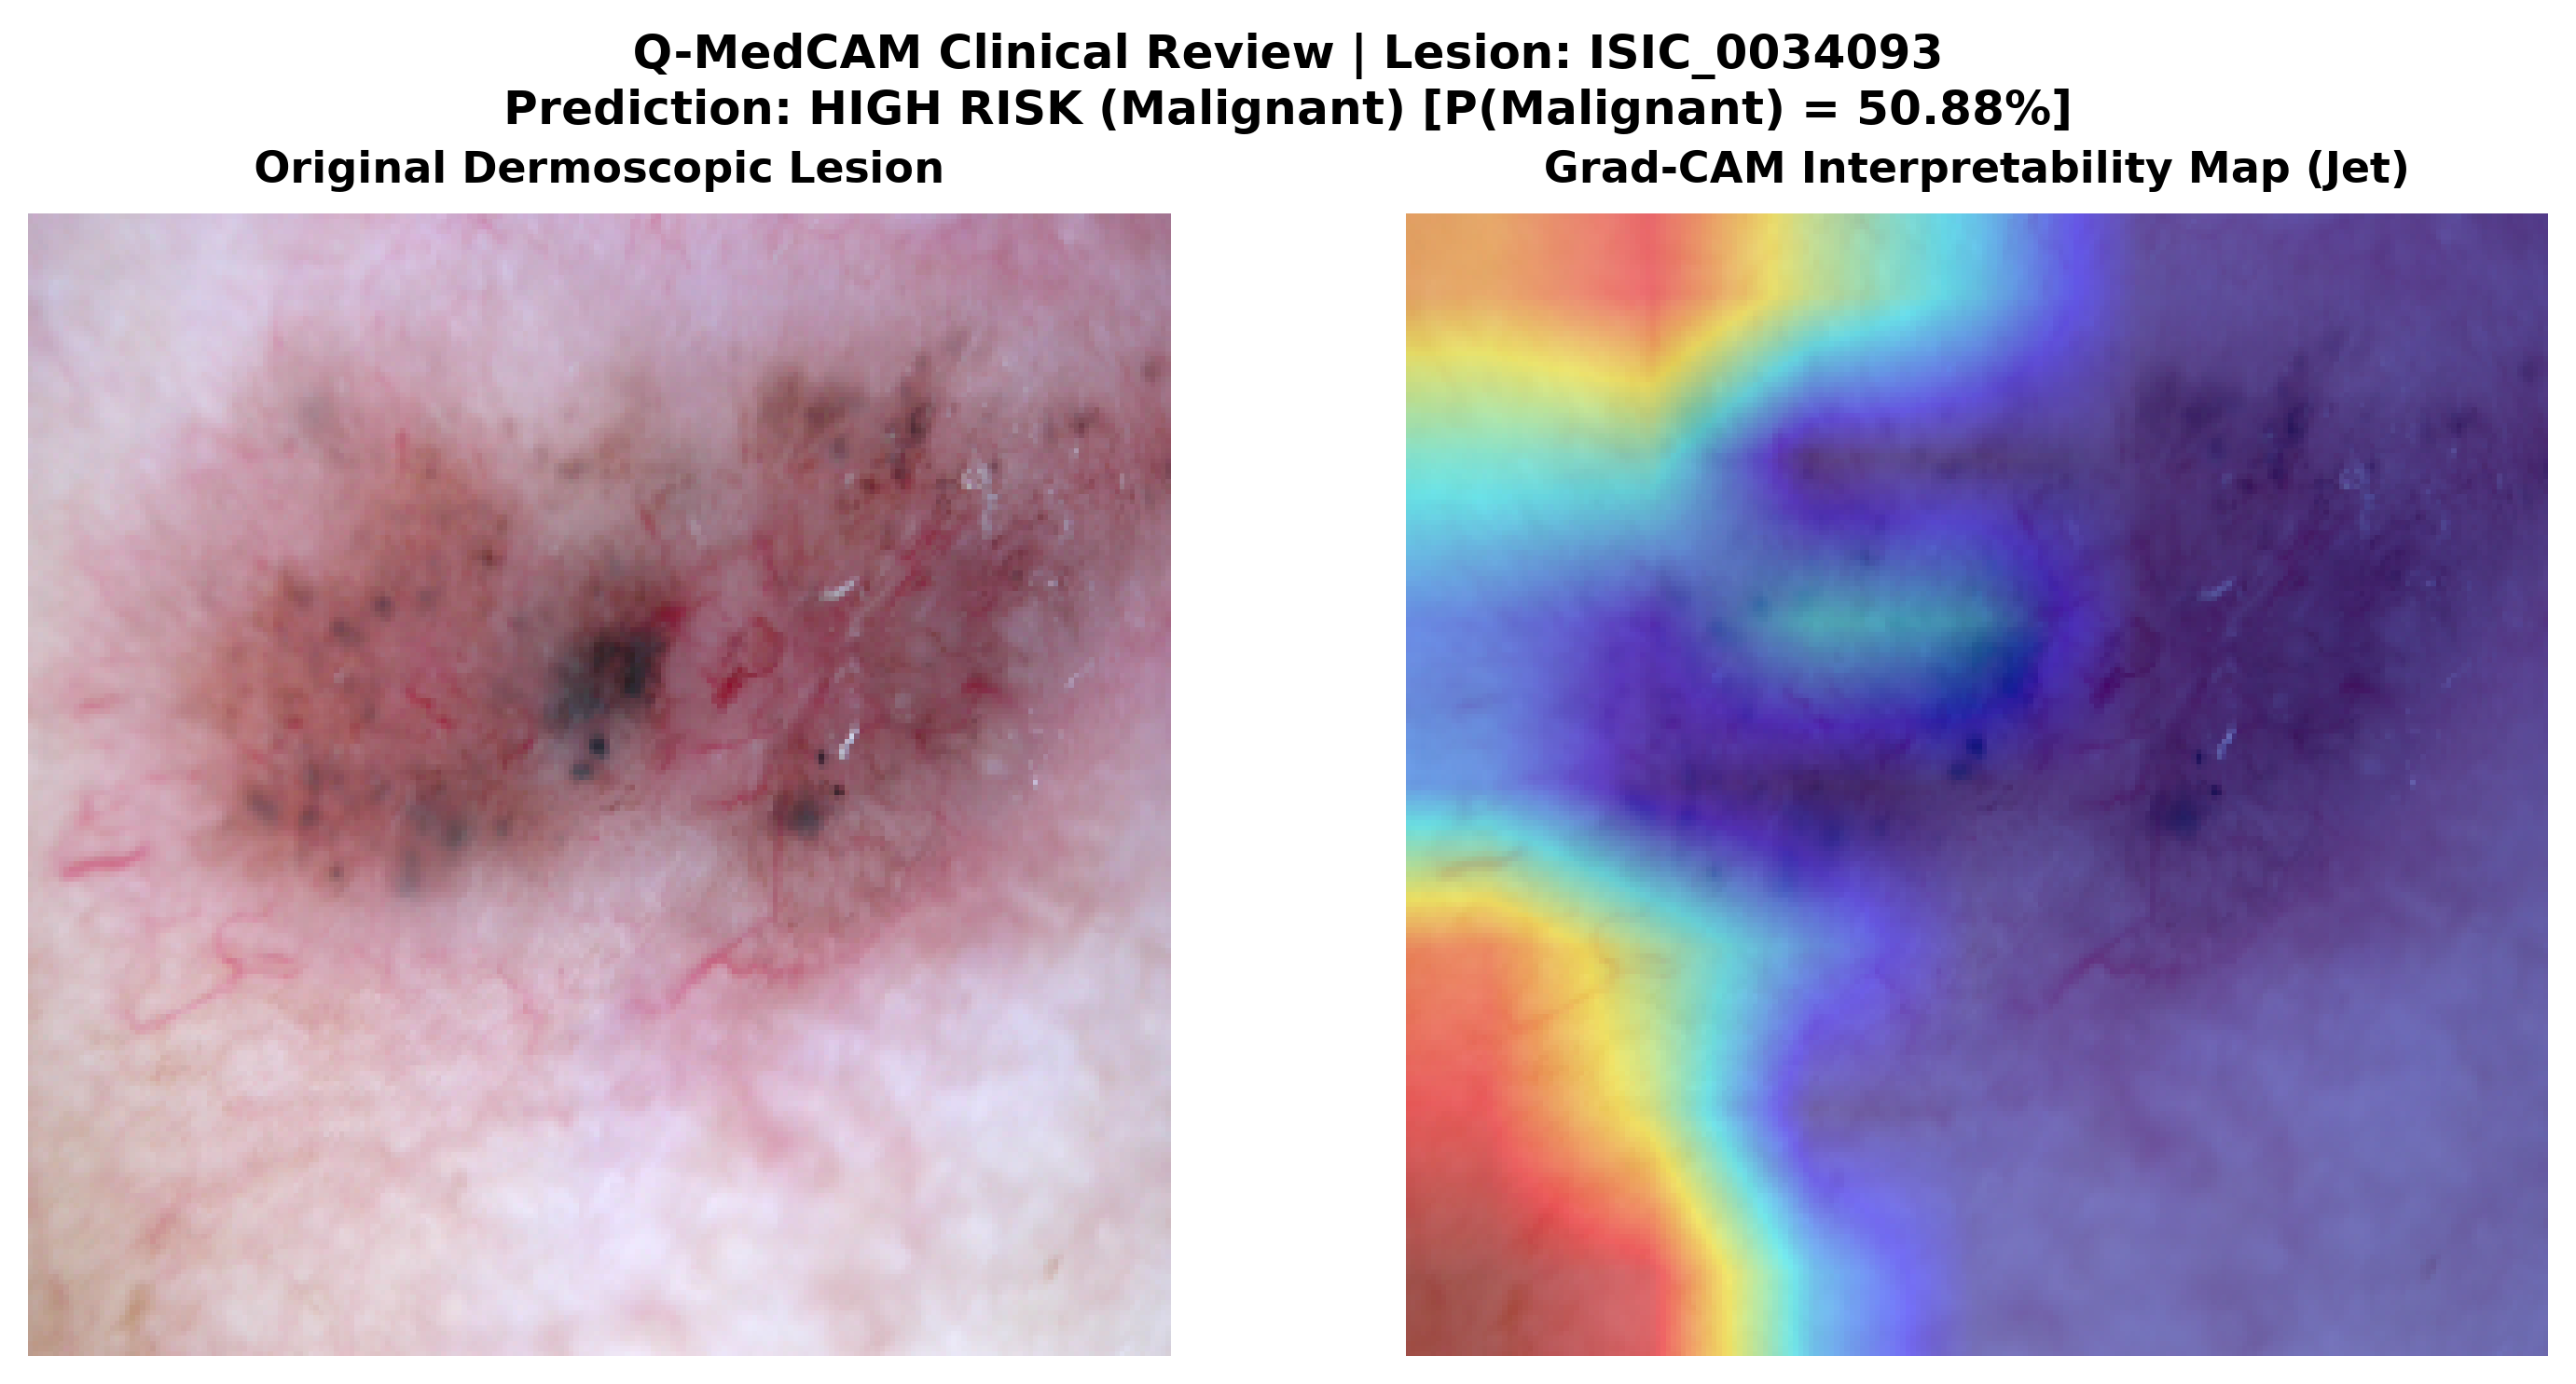 Q-MedCAM Clinical Review | Lesion: ISIC_0034093
Prediction: HIGH RISK (Malignant) [P(Malignant) = 50.88%]
Original Dermoscopic Lesion
Grad-CAM Interpretability Map (Jet)